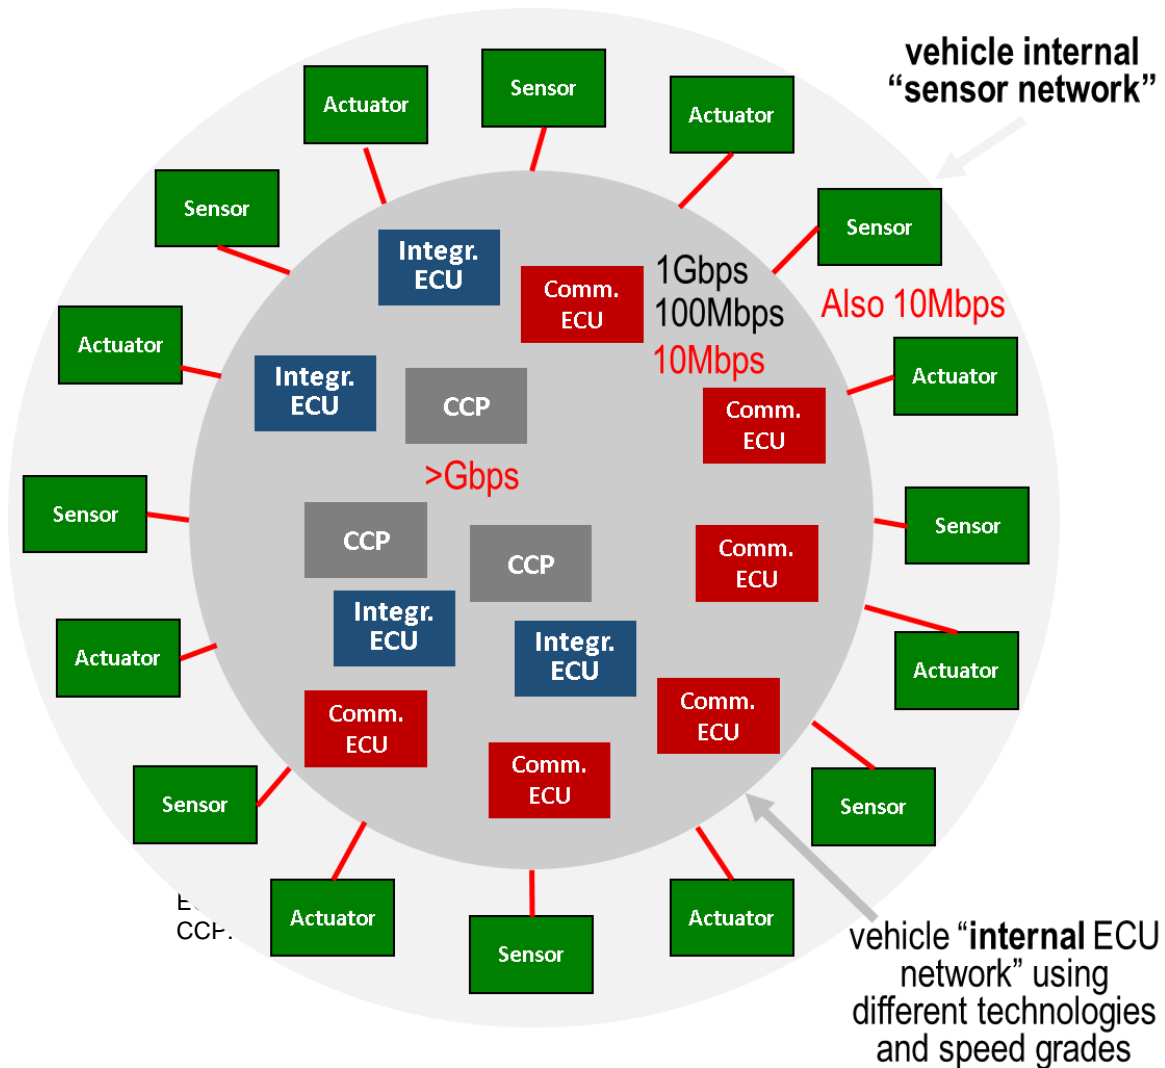 vehicle internal
“sensor network”
Sensor
Actuator
Actuator
Sensor
Sensor
Integr.
ECU
Comm.
ECU
1Gbps
100Mbps
10Mbps
Also 10Mbps
Actuator
Integr.
ECU
CCP
Comm.
ECU
Actuator
>Gbps
Sensor
CCP
CCP
Comm.
ECU
Sensor
Actuator
Integr.
ECU
Integr.
ECU
Actuator
Comm.
ECU
Comm.
ECU
Comm.
ECU
Sensor
Sensor
CCP:
Actuator
Sensor
Actuator
vehicle “internal ECU
network” using
different technologies
and speed grades